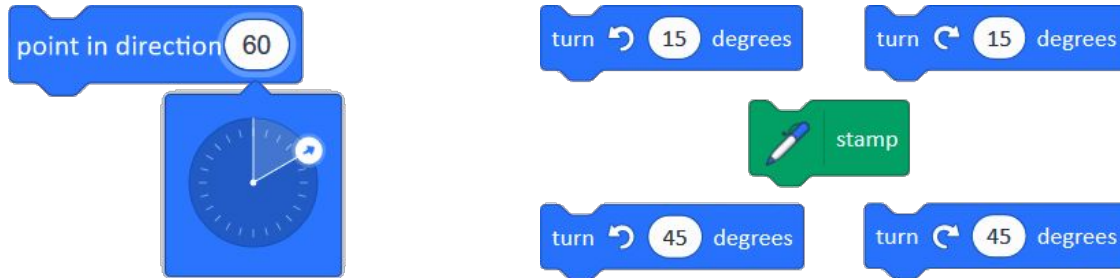 point in direction 60
turn 15 degrees
turn 15 degrees
stamp
turn 45 degrees
turn 45 degrees